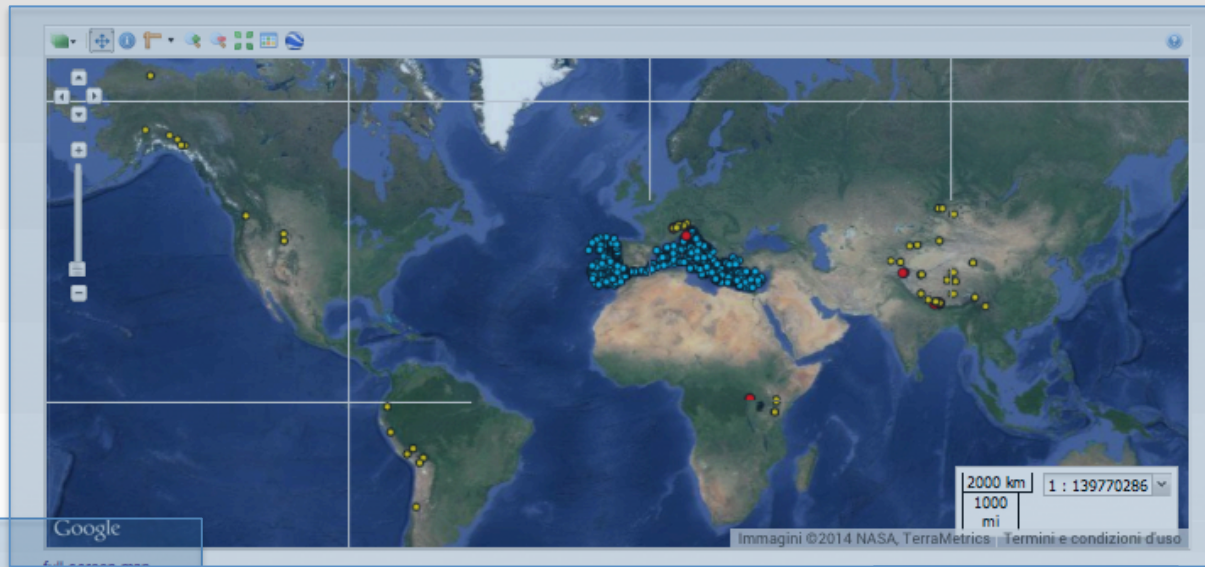 2000 km
1 : 139770286
1000
mi
Google
Immagini ©2014 NASA, TerraMetrics
Termini e condizioni d'uso